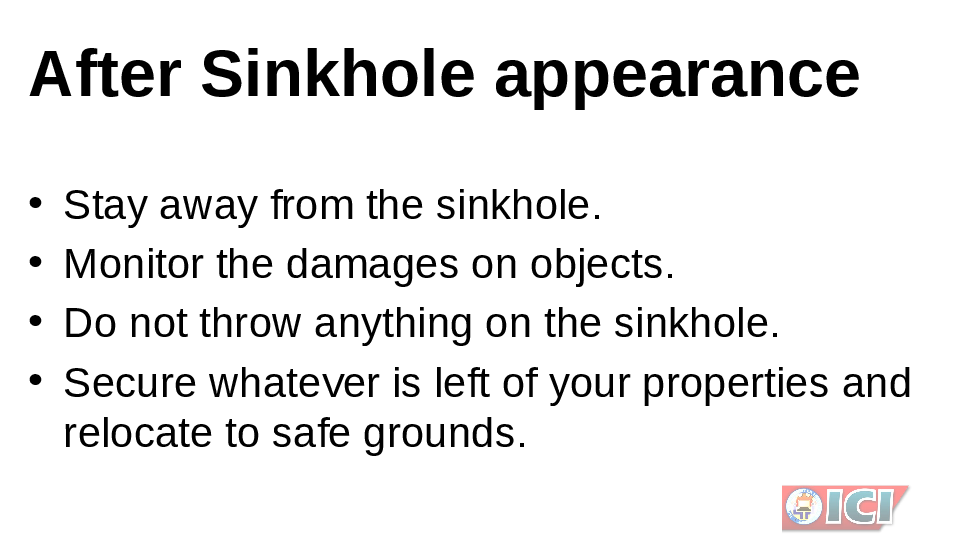 After Sinkhole appearance
• Stay away from the sinkhole.
• Monitor the damages on objects.
• Do not throw anything on the sinkhole.
• Secure whatever is left of your properties and
relocate to safe grounds.
ICI